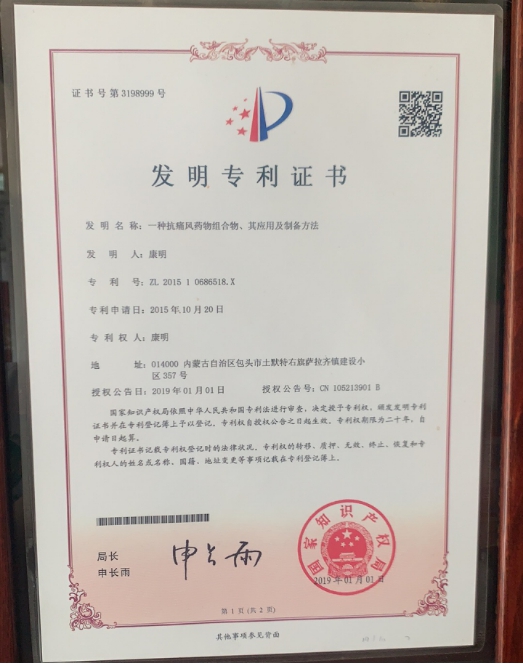 证书号第3198999号
发明专利证书
发 明 名 称：一种抗痛风药物组合物、其应用及制备方法
发 明 人：康明
专 利 号：ZL 2015 1 0686518.X
专利申请日：2015年10月20日
专 利 权 人：康明
地 址：014000 内蒙古自治区包头市土默特右旗萨拉齐镇建设小
区357号
授权公告日：2019年01月01日 授权公告号：CN 105213901 B
国家知识产权局依照中华人民共和国专利法进行审查，决定授予专利权，颁发发明专利
证书并在专利登记簿上予以登记。专利权自授权公告之日起生效。专利权期限为二十年，自
申请日起算。
专利证书记载专利权登记时的法律状况。专利权的转移、质押、无效、终止、恢复和专利
权人的姓名或名称、国籍、地址变更等事项记载在专利登记簿上。
局长
申长雨
申长雨
国家知识产权局
2019年01月01日
第 1 页 (共 2 页)
其他事项参见背面